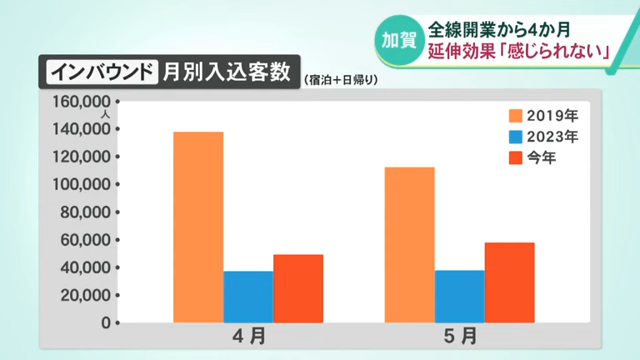 加賀
全線開業から4か月
延伸効果「感じられない」
インバウンド 月別入込客数
(宿泊+日帰り)
160,000
人
140,000
120,000
100,000
80,000
60,000
40,000
20,000
0
2019年
2023年
今年
4月
5月